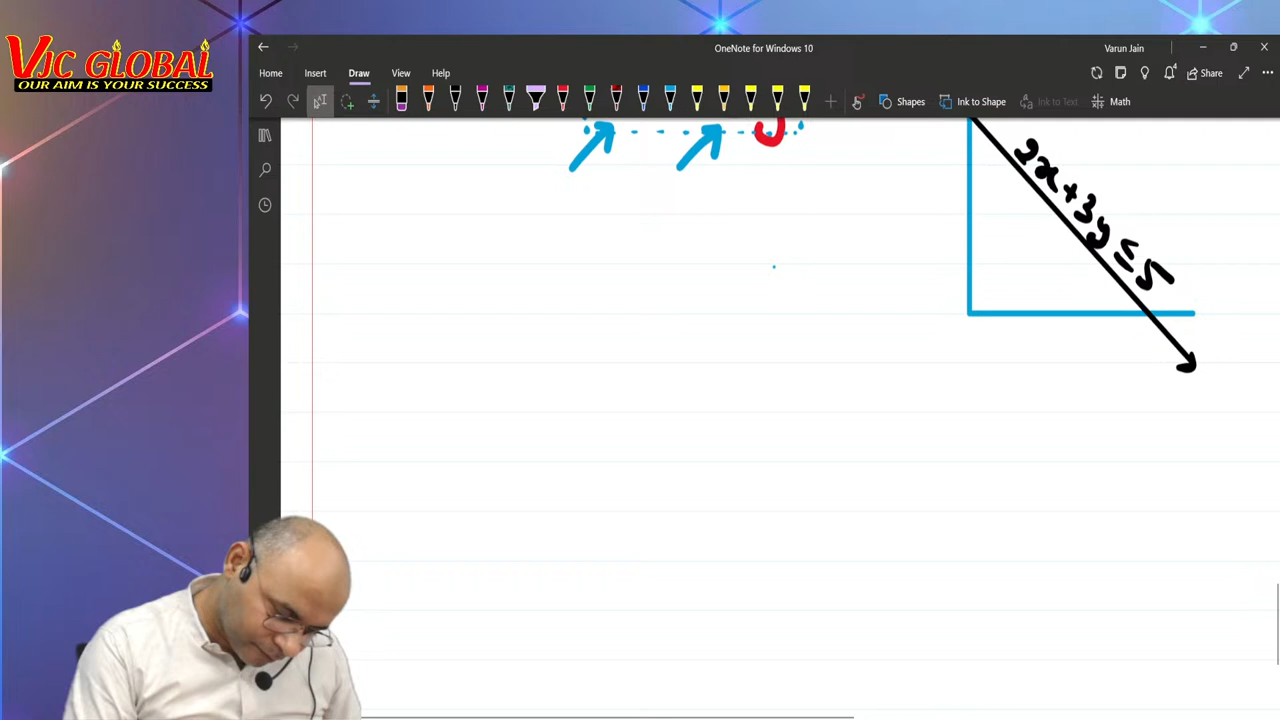 VJC GLOBAL
OUR AIM IS YOUR SUCCESS
OneNote for Windows 10
Varun Jain
Home Insert Draw View Help
4 Share
Shapes Ink to Shape Ink to Text Math
2x+3y≤5